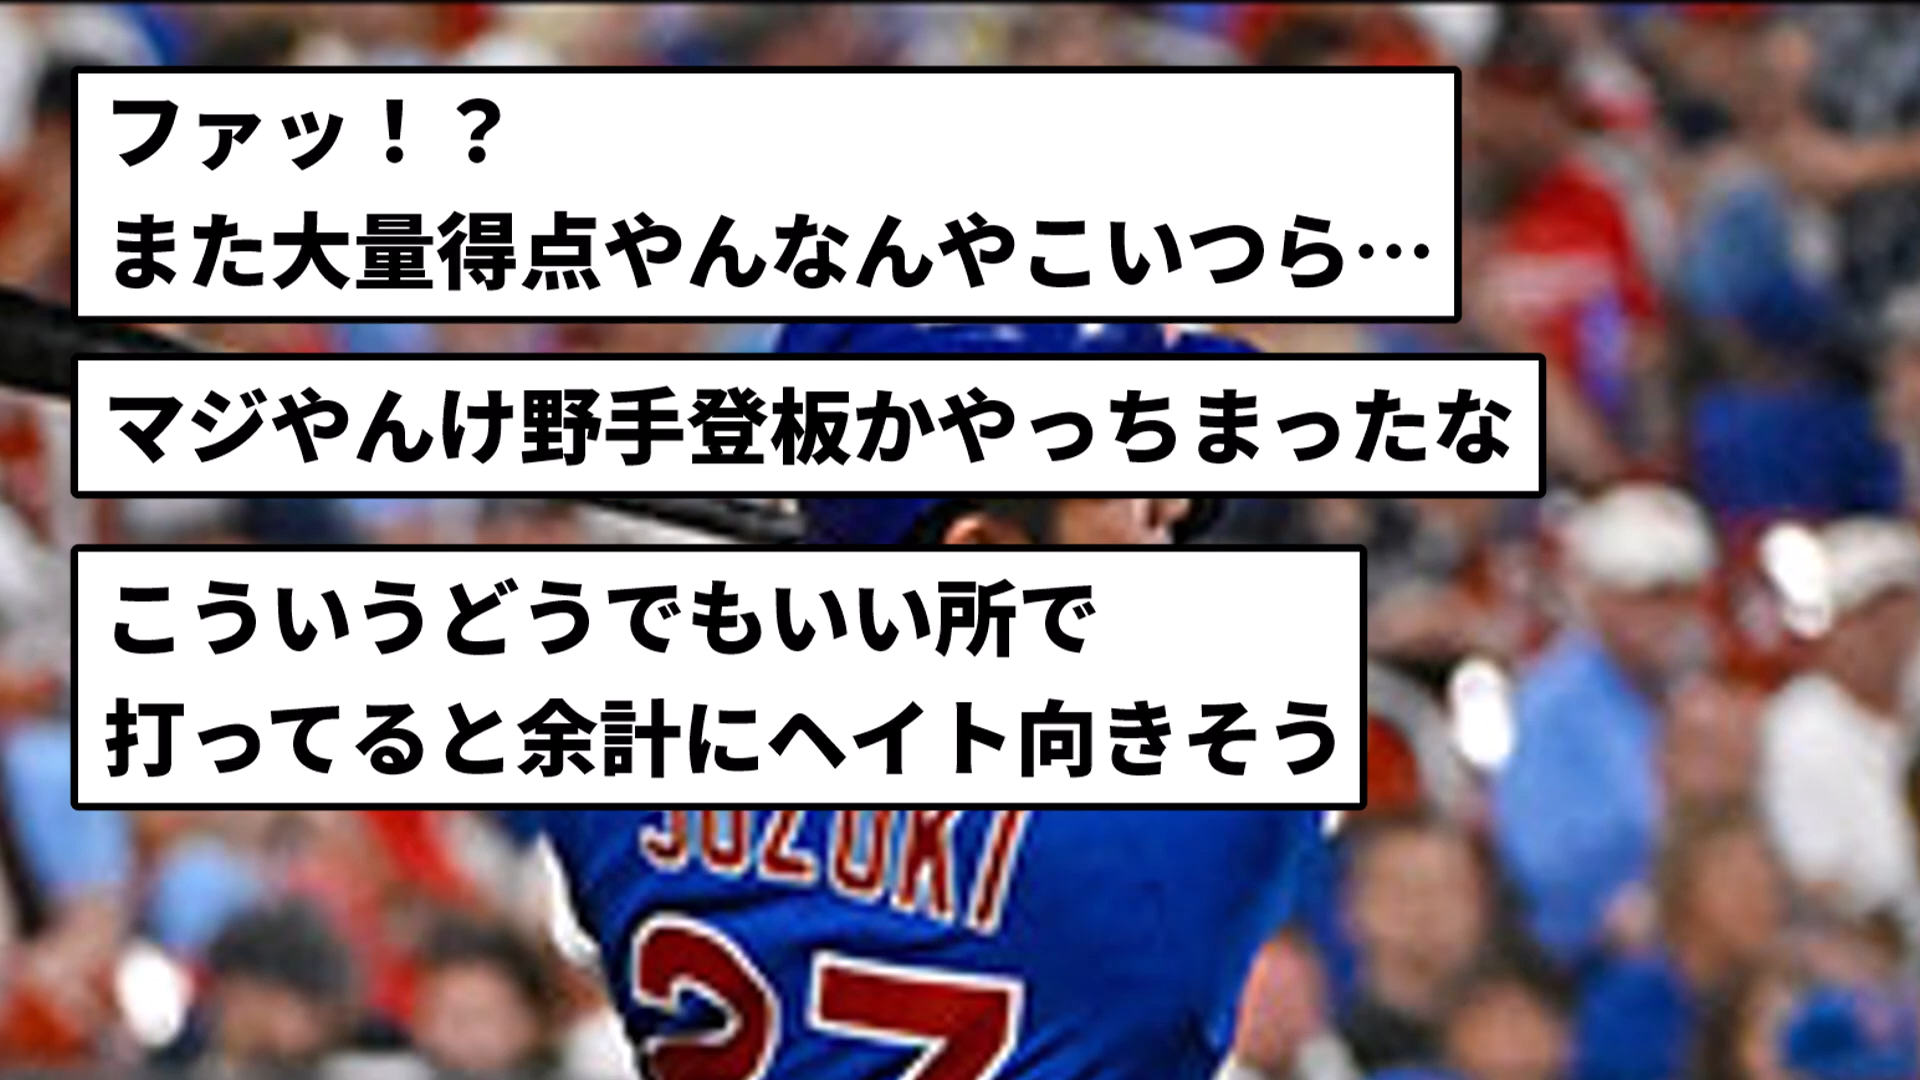 ファッ！？
また大量得点やんなんやこいつら…
マジやんけ野手登板かやっちまったな
こういうどうでもいい所で
打ってると余計にヘイト向きそう
SUZUKI
27